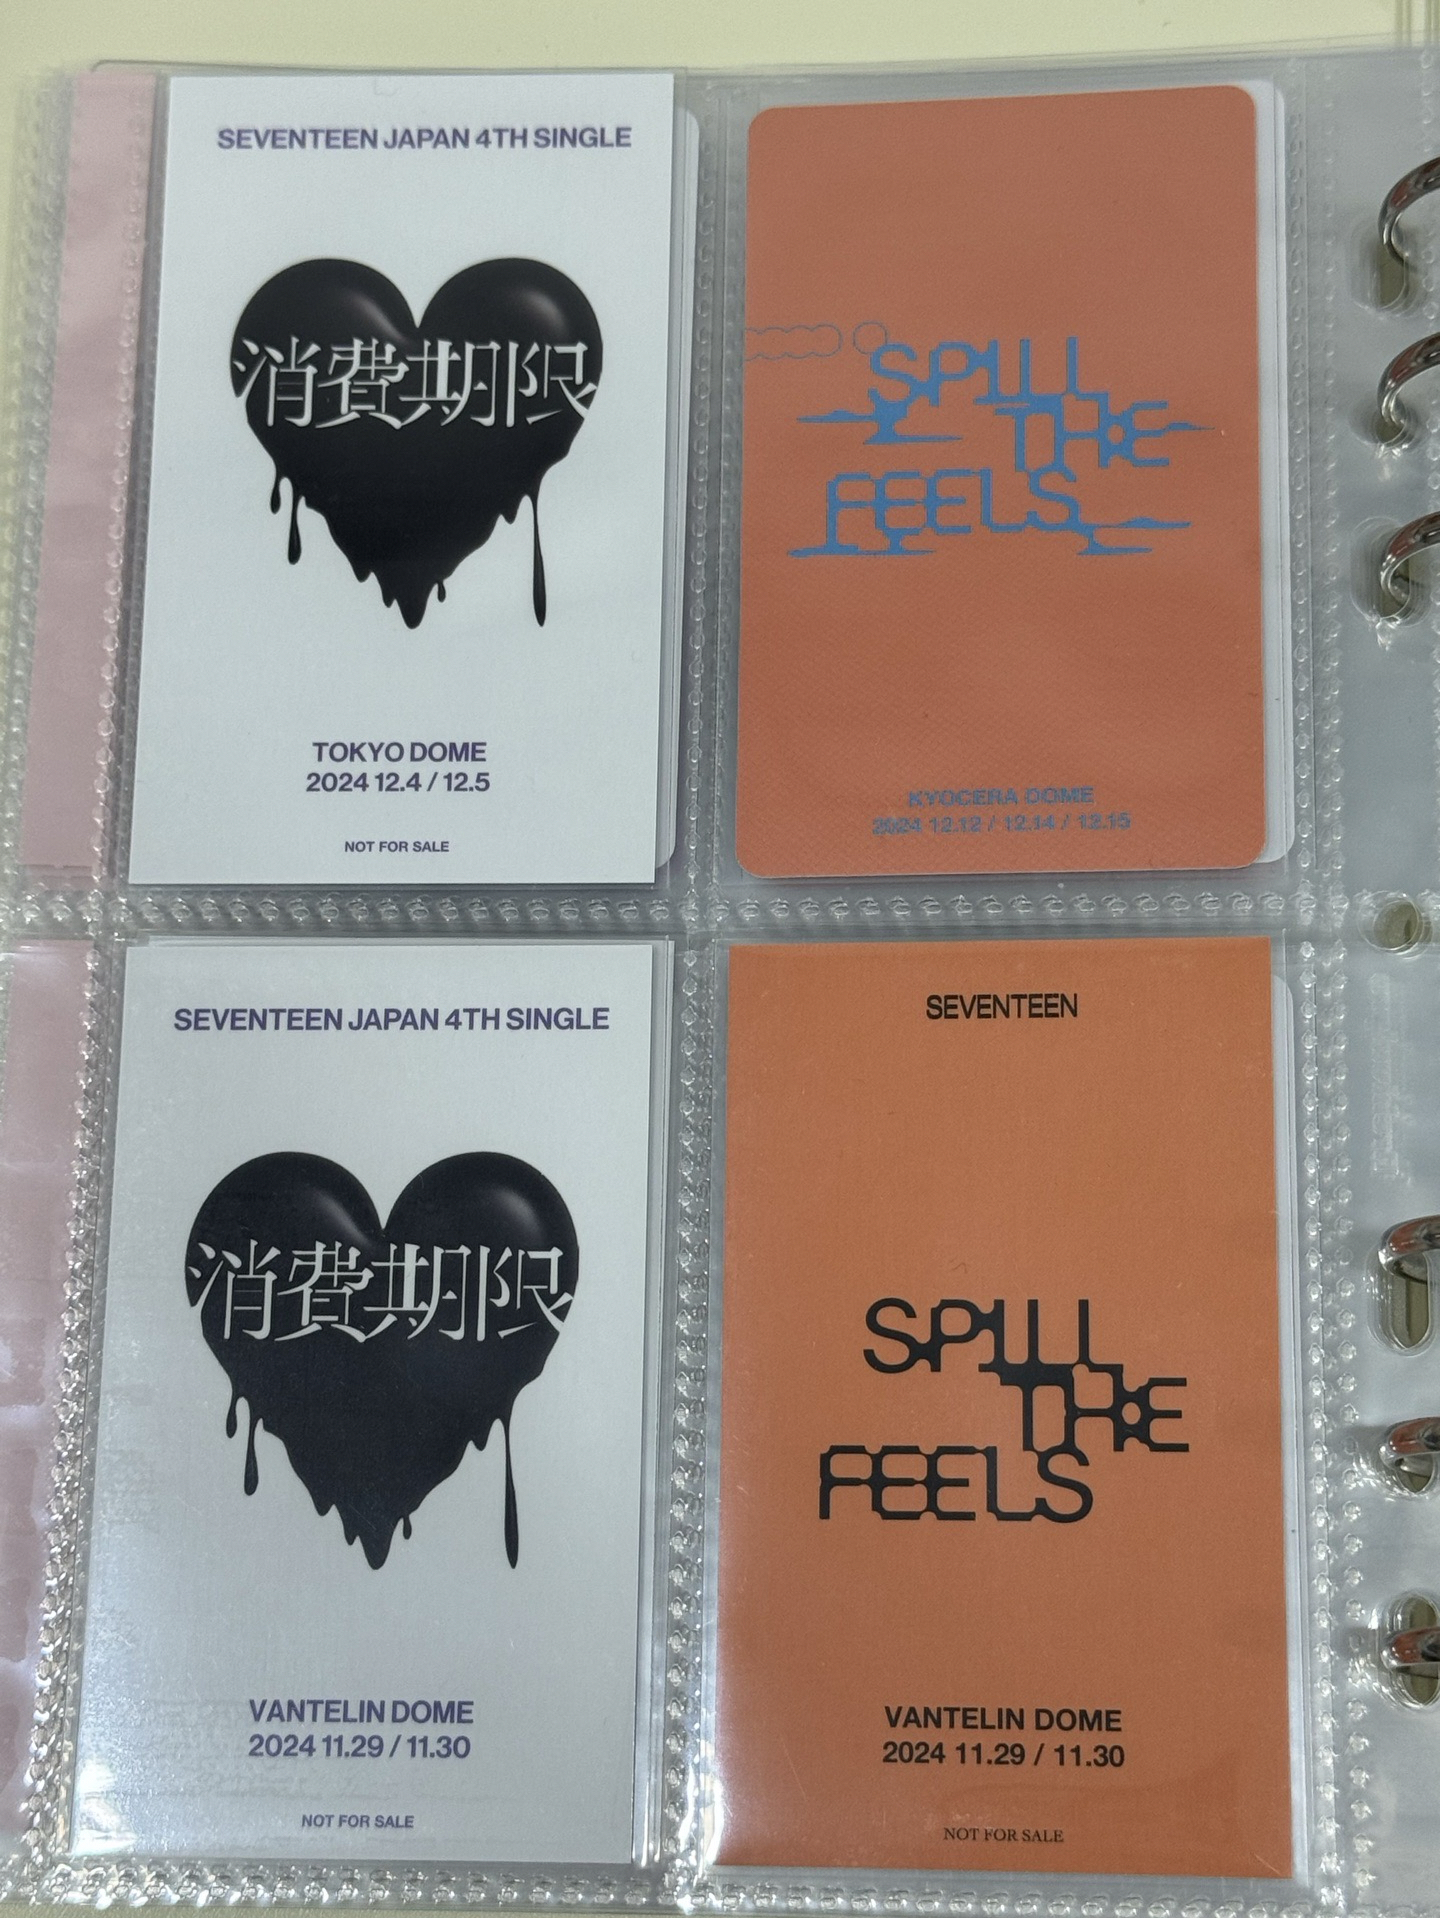 SEVENTEEN JAPAN 4TH SINGLE
消費期限
TOKYO DOME
2024 12.4 / 12.5
NOT FOR SALE
SPILL
THE
FEELS
KYOCERA DOME
2024 12.12 / 12.14 / 12.15
SEVENTEEN JAPAN 4TH SINGLE
消費期限
VANTELIN DOME
2024 11.29 / 11.30
NOT FOR SALE
SEVENTEEN
SPILL
THE
FEELS
VANTELIN DOME
2024 11.29 / 11.30
NOT FOR SALE